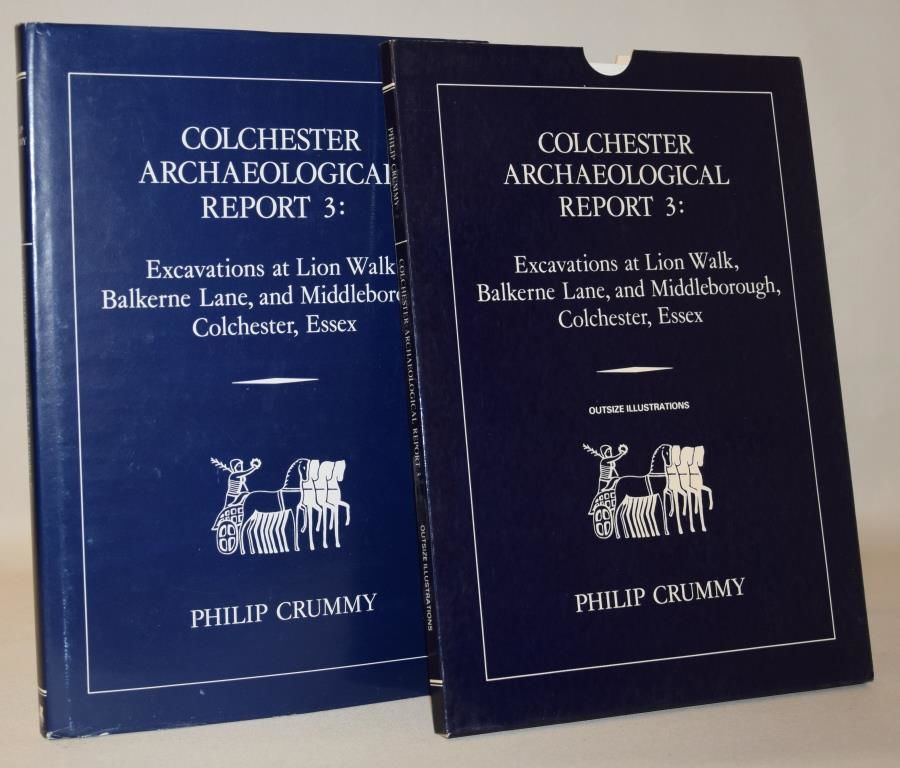 COLCHESTER
ARCHAEOLOGICAL
REPORT 3:
Excavations at Lion Walk
Balkerne Lane, and Middlebor
Colchester, Essex
PHILIP CRUMMY
PHILIP CRUMMY
COLCHESTER ARCHAEOLOGICAL REPORT 3
OUTSIZE ILLUSTRATIONS
COLCHESTER
ARCHAEOLOGICAL
REPORT 3:
Excavations at Lion Walk,
Balkerne Lane, and Middleborough,
Colchester, Essex
OUTSIZE ILLUSTRATIONS
PHILIP CRUMMY